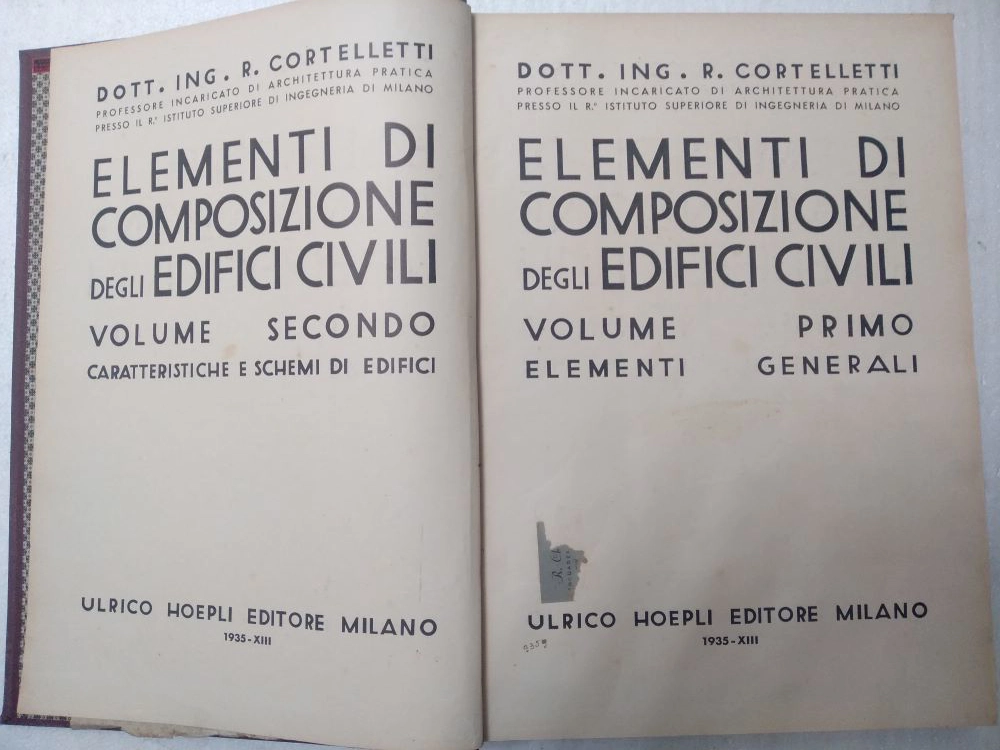 DOTT. ING. R. CORTELLETTI
PROFESSORE INCARICATO DI ARCHITETTURA PRATICA
PRESSO IL R.º ISTITUTO SUPERIORE DI INGEGNERIA DI MILANO
ELEMENTI DI
COMPOSIZIONE
DEGLI EDIFICI CIVILI
VOLUME SECONDO
CARATTERISTICHE E SCHEMI DI EDIFICI
ULRICO HOEPLI EDITORE MILANO
1935-XIII
DOTT. ING. R. CORTELLETTI
PROFESSORE INCARICATO DI ARCHITETTURA PRATICA
PRESSO IL R.º ISTITUTO SUPERIORE DI INGEGNERIA DI MILANO
ELEMENTI DI
COMPOSIZIONE
DEGLI EDIFICI CIVILI
VOLUME PRIMO
ELEMENTI GENERALI
ULRICO HOEPLI EDITORE MILANO
1935-XIII